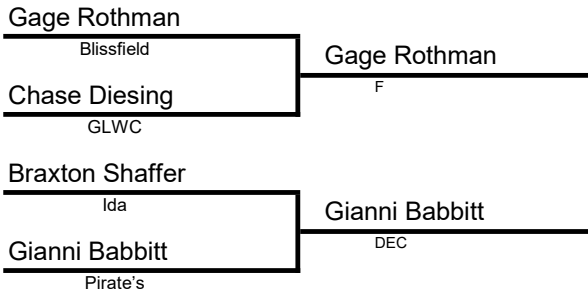 Gage Rothman
Blissfield
Gage Rothman
F
Chase Diesing
GLWC
Braxton Shaffer
Ida
Gianni Babbitt
DEC
Gianni Babbitt
Pirate's